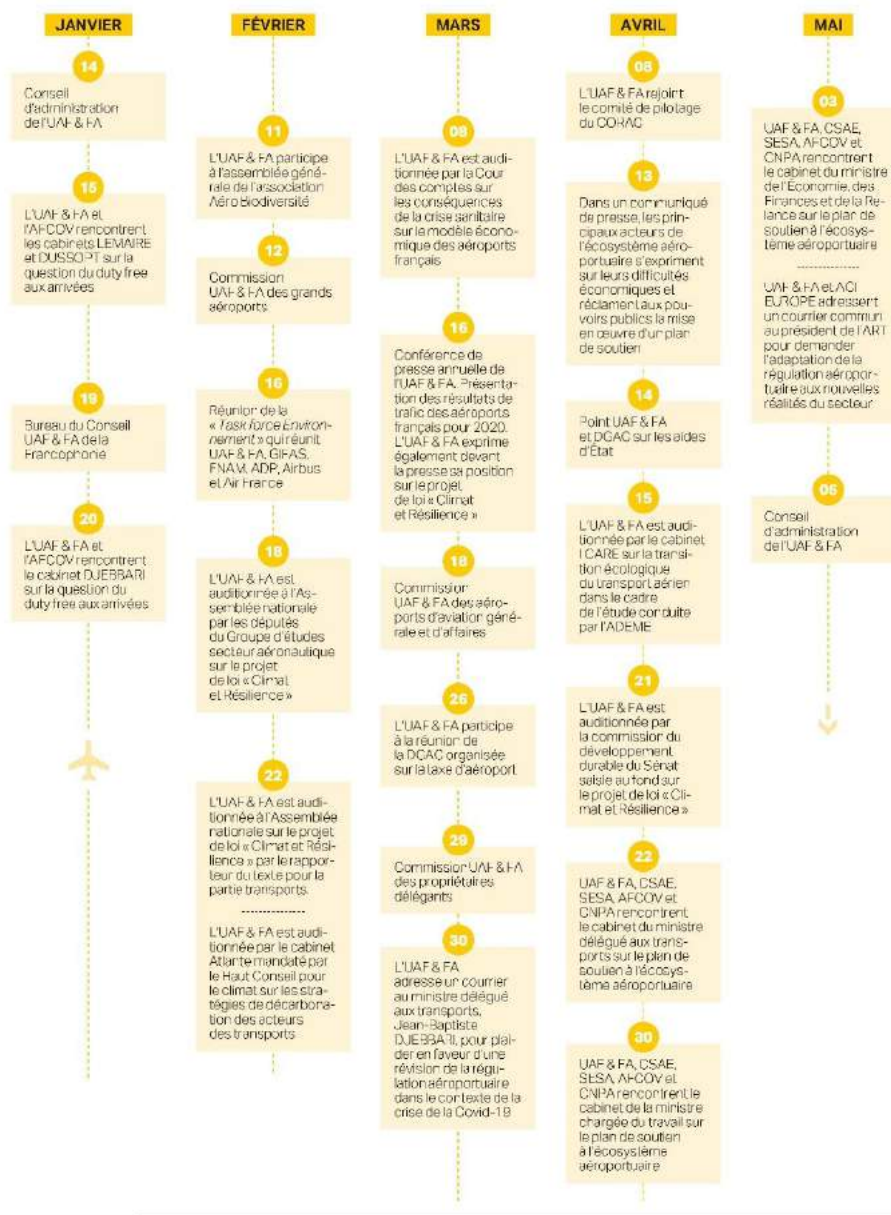 JANVIER
14
Conseil
d'administration
de l'UAF & FA
15
L'UAF & FA et
l'AFCOV rencontrent
les cabinets LEMAIRE
et DUSSOPT sur la
question du duty free
aux arrivées
19
Bureau du Conseil
UAF & FA de la
Francophonie
20
L'UAF & FA et
l'AFCOV rencontrent
le cabinet DJEBBARI
sur la question du
duty free aux arrivées
FÉVRIER
11
L'UAF & FA participe
à l'assemblée géné-
rale de l'association
Aéro Biodiversité
12
Commission
UAF & FA des grands
aéroports
16
Réunion de la
« Task force Environ-
nement » qui réunit
UAF & FA, GIFAS,
FNAM, ADP, Airbus
et Air France
18
L'UAF & FA est
auditionnée à l'As-
semblée nationale
par les députés
du Groupe d'études
secteur aéronautique
sur le projet
de loi « Climat
et Résilience »
22
L'UAF & FA est audi-
tionnée à l'Assemblée
nationale sur le projet
de loi « Climat et Rési-
lience » par le rappor-
teur du texte pour la
partie transports.
L'UAF & FA est audi-
tionnée par le cabinet
Atlante mandaté par
le Haut Conseil pour
le climat sur les stra-
tégies de décarbona-
tion des acteurs
des transports
MARS
08
L'UAF & FA est audi-
tionnée par la Cour
des comptes sur
les conséquences
de la crise sanitaire
sur le modèle écono-
mique des aéroports
français
16
Conférence de
presse annuelle de
l'UAF & FA. Présenta-
tion des résultats de
trafic des aéroports
français pour 2020.
L'UAF & FA exprime
également devant
la presse sa position
sur le projet
de loi « Climat
et Résilience »
18
Commission
UAF & FA des aéro-
ports d'aviation géné-
rale et d'affaires
26
L'UAF & FA participe
à la réunion de
la DGAC organisée
sur la taxe d'aéroport
29
Commission UAF & FA
des propriétaires
délégants
30
L'UAF & FA
adresse un courrier
au ministre délégué
aux transports,
Jean-Baptiste
DJEBBARI, pour plai-
der en faveur d'une
révision de la régu-
lation aéroportuaire
dans le contexte de la
crise de la Covid-19
AVRIL
08
L'UAF & FA rejoint
le comité de pilotage
du CORAC
13
Dans un communiqué
de presse, les prin-
cipaux acteurs de
l'écosystème aéro-
portuaire s'expriment
sur leurs difficultés
économiques et
réclament aux pou-
voirs publics la mise
en œuvre d'un plan
de soutien
14
Point UAF & FA
et DGAC sur les aides
d'État
15
L'UAF & FA est audi-
tionnée par le cabinet
I CARE sur la transi-
tion écologique
du transport aérien
dans le cadre
de l'étude conduite
par l'ADEME
21
L'UAF & FA est
auditionnée par
la commission du
développement
durable du Sénat
saisie au fond sur
le projet de loi « Cli-
mat et Résilience »
22
UAF & FA, CSAE,
SESA, AFCOV et
CNPA rencontrent
le cabinet du ministre
délégué aux trans-
ports sur le plan de
soutien à l'écosys-
tème aéroportuaire
30
UAF & FA, CSAE,
SESA, AFCOV et
CNPA rencontrent le
cabinet de la ministre
chargée du travail sur
le plan de soutien
à l'écosystème
aéroportuaire
MAI
03
UAF & FA, CSAE,
SESA, AFCOV et
CNPA rencontrent
le cabinet du ministre
de l'Économie, des
Finances et de la Re-
lance sur le plan de
soutien à l'écosys-
tème aéroportuaire
UAF & FA et ACI
EUROPE adressent
un courrier commun
au président de l'ART
pour demander
l'adaptation de la
régulation aéropor-
tuaire aux nouvelles
réalités du secteur
06
Conseil
d'administration
de l'UAF & FA